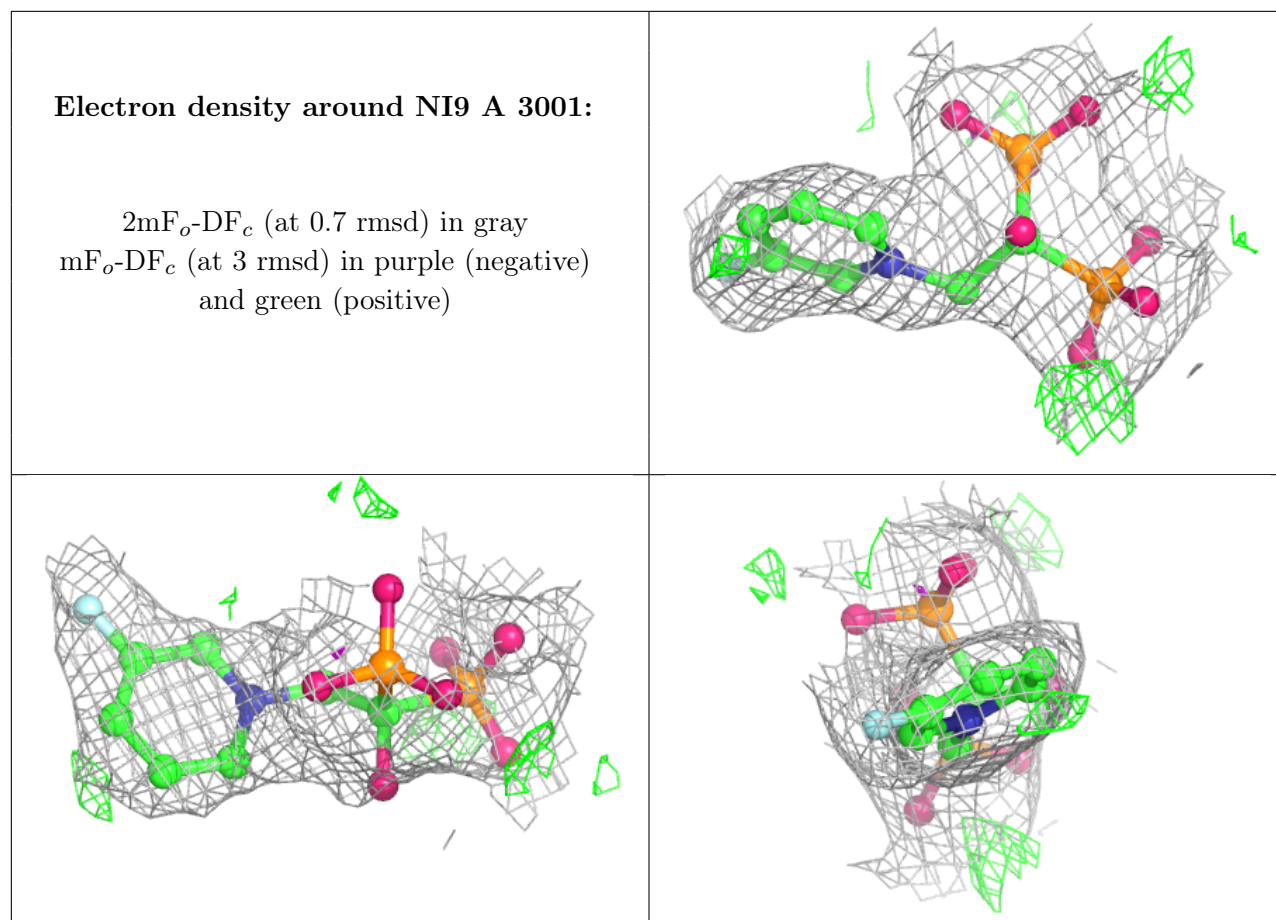 Electron density around NI9 A 3001:
2mFo-DFc (at 0.7 rmsd) in gray
mFo-DFc (at 3 rmsd) in purple (negative)
and green (positive)